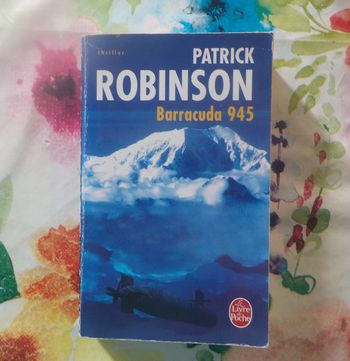 thriller
PATRICK
ROBINSON
Barracuda 945
Le
Livre
de
Poche